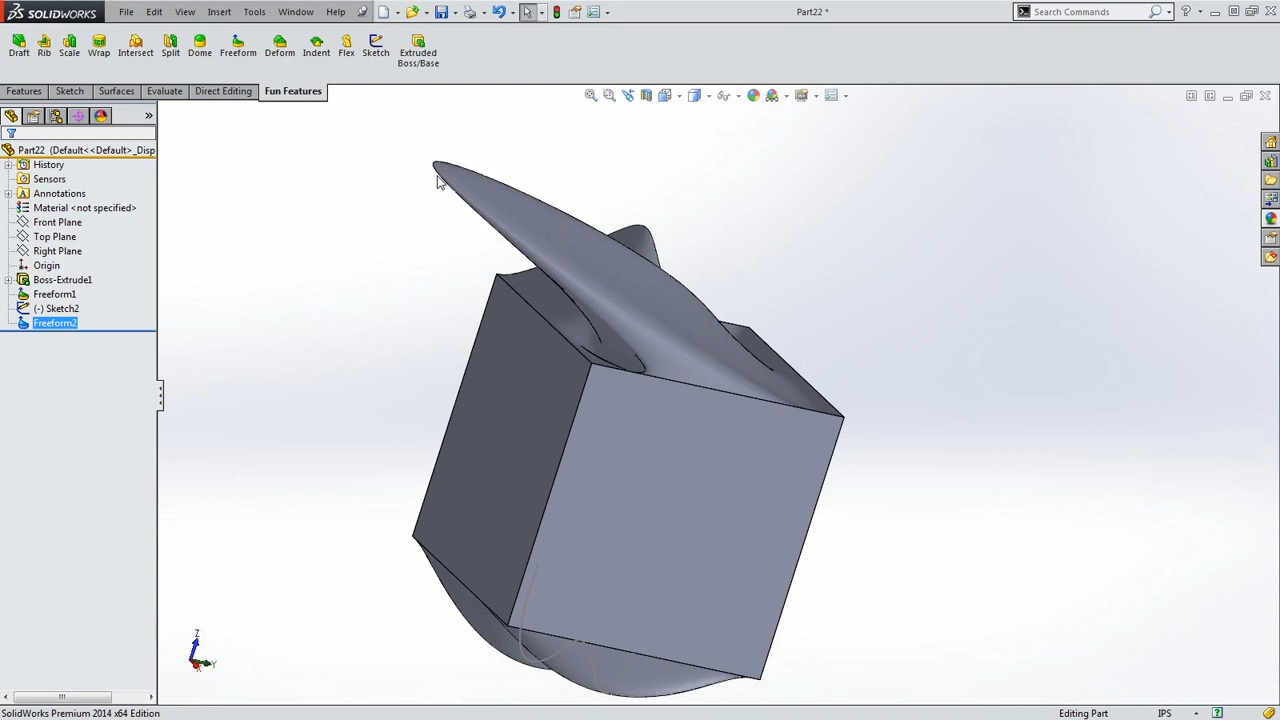 SOLIDWORKS File Edit View Insert Tools Window Help Part22 * Search Commands
Draft Rib Scale Wrap Intersect Split Dome Freeform Deform Indent Flex Sketch Extruded
Boss/Base
Features Sketch Surfaces Evaluate Direct Editing Fun Features
Part22 (Default<<Default>_Disp
History
Sensors
Annotations
Material <not specified>
Front Plane
Top Plane
Right Plane
Origin
Boss-Extrude1
Freeform1
(-) Sketch2
Freeform2
Z
Y
X
SolidWorks Premium 2014 x64 Edition Editing Part IPS